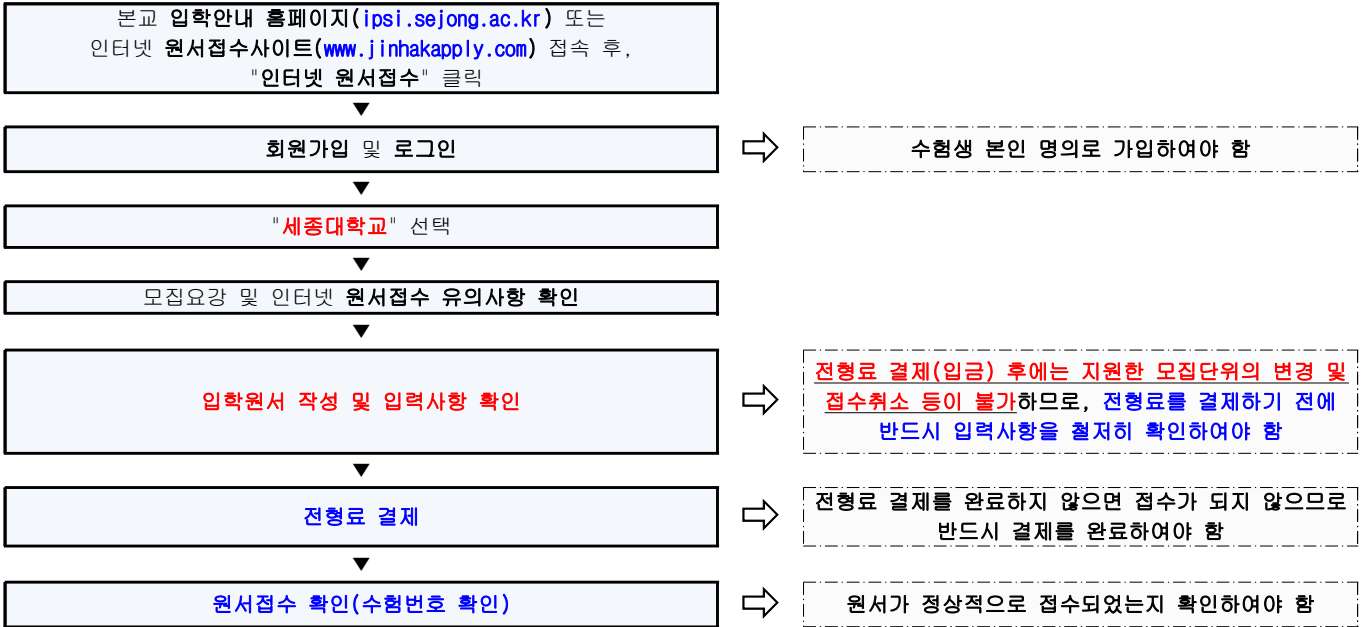 본교 입학안내 홈페이지(ipsi.sejong.ac.kr) 또는
인터넷 원서접수사이트(www.jinhakapply.com) 접속 후,
"인터넷 원서접수" 클릭
▼
회원가입 및 로그인
⇨
수험생 본인 명의로 가입하여야 함
▼
"세종대학교" 선택
▼
모집요강 및 인터넷 원서접수 유의사항 확인
▼
입학원서 작성 및 입력사항 확인
⇨
전형료 결제(입금) 후에는 지원한 모집단위의 변경 및
접수취소 등이 불가하므로, 전형료를 결제하기 전에
반드시 입력사항을 철저히 확인하여야 함
▼
전형료 결제
⇨
전형료 결제를 완료하지 않으면 접수가 되지 않으므로
반드시 결제를 완료하여야 함
▼
원서접수 확인(수험번호 확인)
⇨
원서가 정상적으로 접수되었는지 확인하여야 함